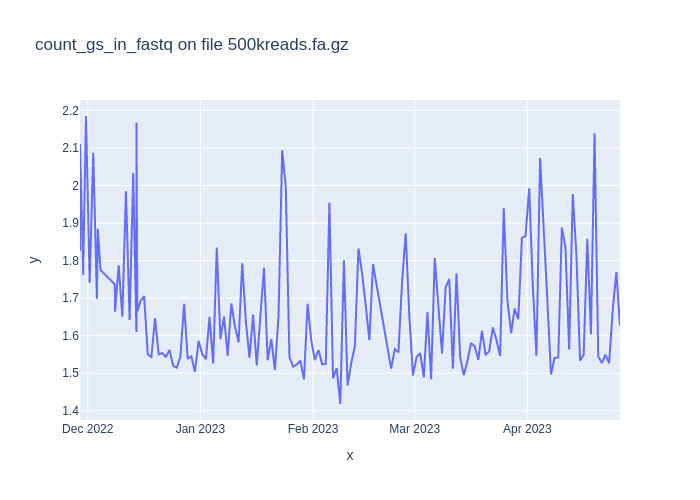 count_gs_in_fastq on file 500kreads.fa.gz
2.2
2.1
2
1.9
1.8
1.7
1.6
1.5
1.4
y
Dec 2022
Jan 2023
Feb 2023
Mar 2023
Apr 2023
x